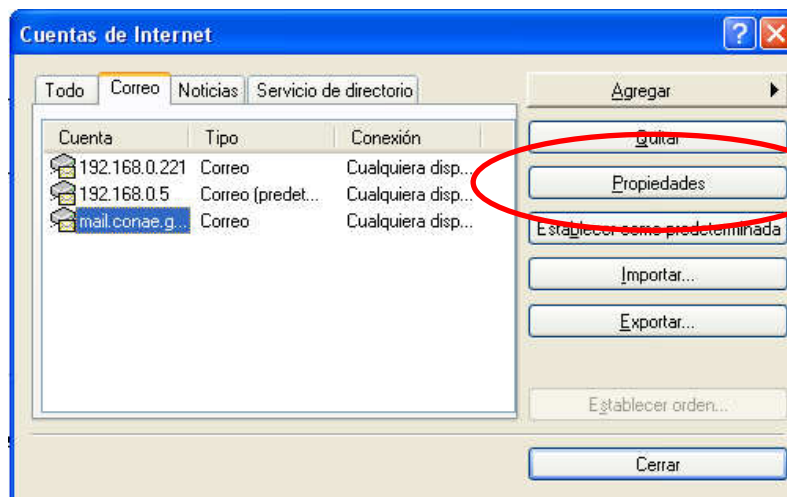 Cuentas de Internet
Todo Correo Noticias Servicio de directorio
Cuenta Tipo Conexión
192.168.0.221 Correo Cualquiera disp...
192.168.0.5 Correo (predet... Cualquiera disp...
mail.conae.g... Correo Cualquiera disp...
Agregar
Quitar
Propiedades
Establecer como predeterminada
Importar...
Exportar...
Establecer orden...
Cerrar